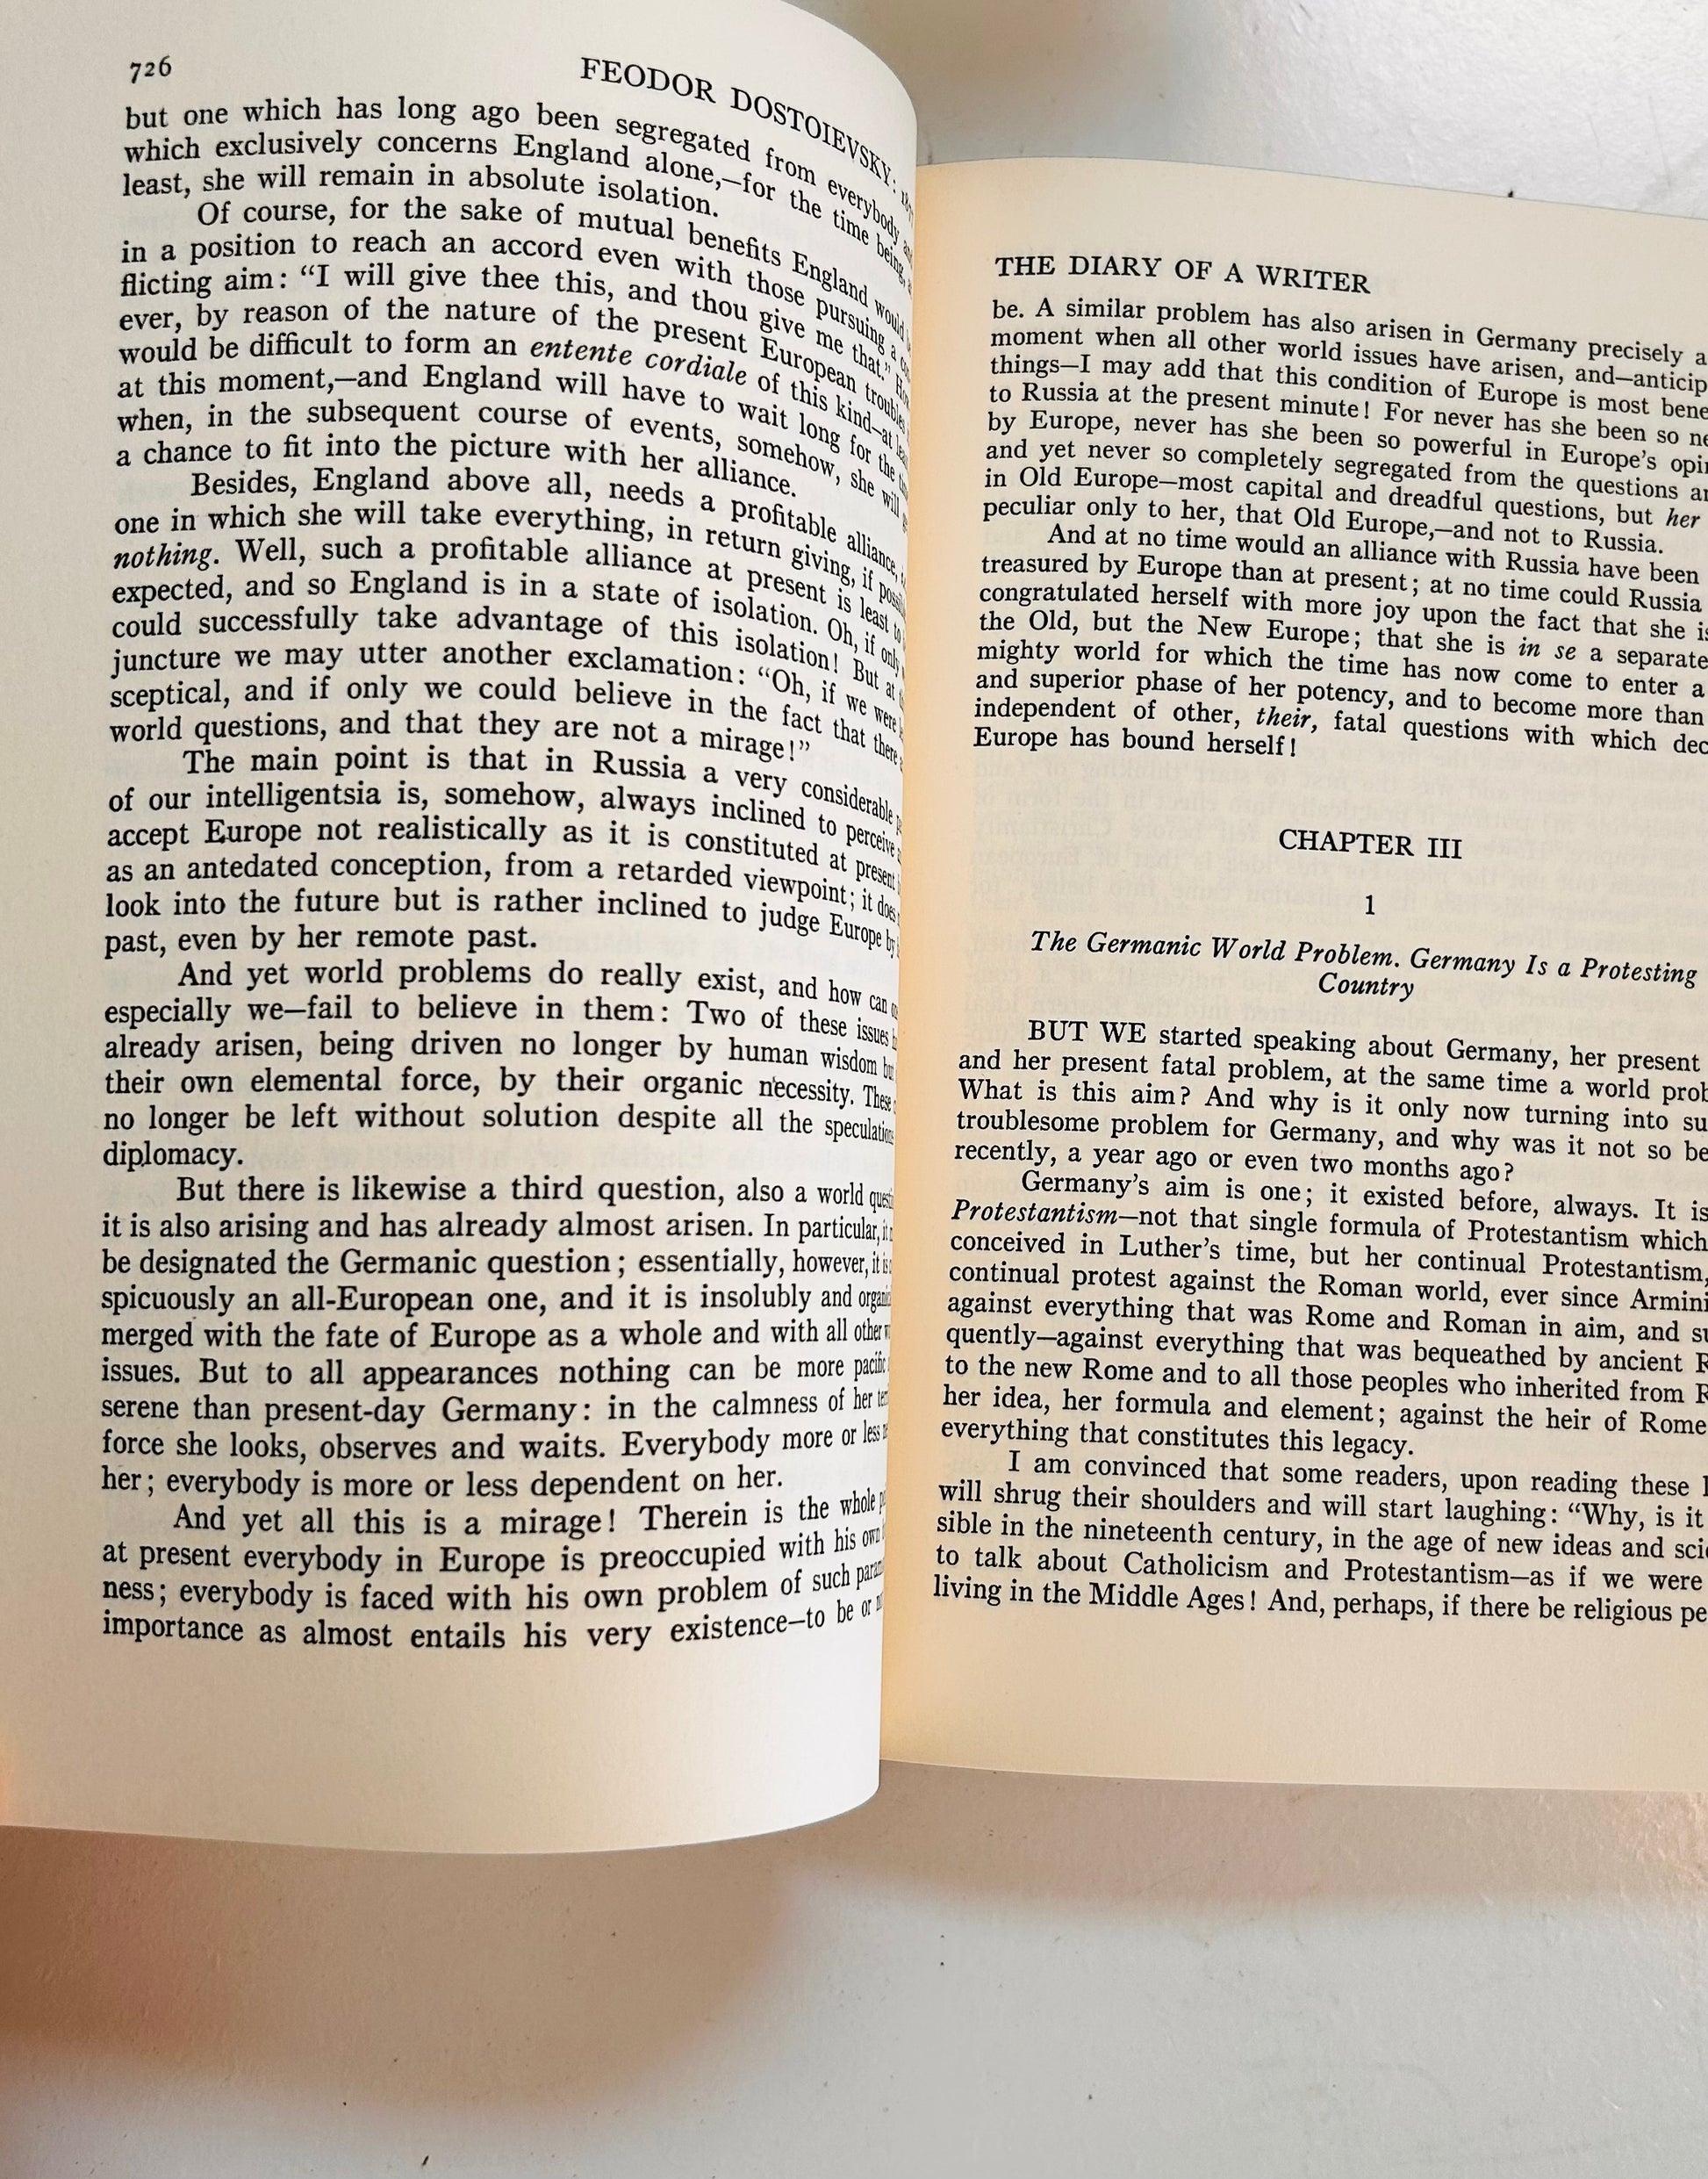 726
FEODOR DOSTOIEVSKY: 1877
but one which has long ago been segregated from everybody
which exclusively concerns England alone,—for the time being,
least, she will remain in absolute isolation.
Of course, for the sake of mutual benefits England would
in a position to reach an accord even with those pursuing a
flicting aim: “I will give thee this, and thou give me that.”
ever, by reason of the nature of the present European troubles
would be difficult to form an entente cordiale of this kind—at
at this moment,—and England will have to wait long for the
when, in the subsequent course of events, somehow, she will
a chance to fit into the picture with her alliance.
Besides, England above all, needs a profitable alliance,
one in which she will take everything, in return giving, if
nothing. Well, such a profitable alliance at present is least to
expected, and so England is in a state of isolation. Oh, if only
could successfully take advantage of this isolation! But at
juncture we may utter another exclamation: “Oh, if we were
sceptical, and if only we could believe in the fact that there
world questions, and that they are not a mirage!”
The main point is that in Russia a very considerable
of our intelligentsia is, somehow, always inclined to perceive
accept Europe not realistically as it is constituted at present
as an antedated conception, from a retarded viewpoint; it does
look into the future but is rather inclined to judge Europe by
past, even by her remote past.
And yet world problems do really exist, and how can
especially we—fail to believe in them: Two of these issues
already arisen, being driven no longer by human wisdom
their own elemental force, by their organic necessity. These
no longer be left without solution despite all the
diplomacy.
But there is likewise a third question, also a world
it is also arising and has already almost arisen. In particular,
be designated the Germanic question; essentially, however, it
spicuously an all-European one, and it is insolubly and
merged with the fate of Europe as a whole and with all other
issues. But to all appearances nothing can be more pacific
serene than present-day Germany: in the calmness of her
force she looks, observes and waits. Everybody more or less
her; everybody is more or less dependent on her.
And yet all this is a mirage! Therein is the whole
at present everybody in Europe is preoccupied with his own
ness; everybody is faced with his own problem of such
importance as almost entails his very existence—to be or
THE DIARY OF A WRITER
be. A similar problem has also arisen in Germany precisely
moment when all other world issues have arisen, and—anticip
things—I may add that this condition of Europe is most bene
to Russia at the present minute! For never has she been so ne
by Europe, never has she been so powerful in Europe’s opi
and yet never so completely segregated from the questions
in Old Europe—most capital and dreadful questions, but her
peculiar only to her, that Old Europe,—and not to Russia.
And at no time would an alliance with Russia have been
treasured by Europe than at present; at no time could Russia
congratulated herself with more joy upon the fact that she
the Old, but the New Europe; that she is in se a separate
mighty world for which the time has now come to enter a
and superior phase of her potency, and to become more than
independent of other, their, fatal questions with which dec
Europe has bound herself!
CHAPTER III
1
The Germanic World Problem. Germany Is a Protesting
Country
BUT WE started speaking about Germany, her present
and her present fatal problem, at the same time a world prob
What is this aim? And why is it only now turning into su
troublesome problem for Germany, and why was it not so be
recently, a year ago or even two months ago?
Germany’s aim is one; it existed before, always. It is
Protestantism—not that single formula of Protestantism which
conceived in Luther’s time, but her continual Protestantism,
continual protest against the Roman world, ever since Armini
against everything that was Rome and Roman in aim, and su
quently—against everything that was bequeathed by ancient
to the new Rome and to all those peoples who inherited from
her idea, her formula and element; against the heir of Rome
everything that constitutes this legacy.
I am convinced that some readers, upon reading these
will shrug their shoulders and will start laughing: “Why, is it
sible in the nineteenth century, in the age of new ideas and sci
to talk about Catholicism and Protestantism—as if we were
living in the Middle Ages! And, perhaps, if there be religious pe